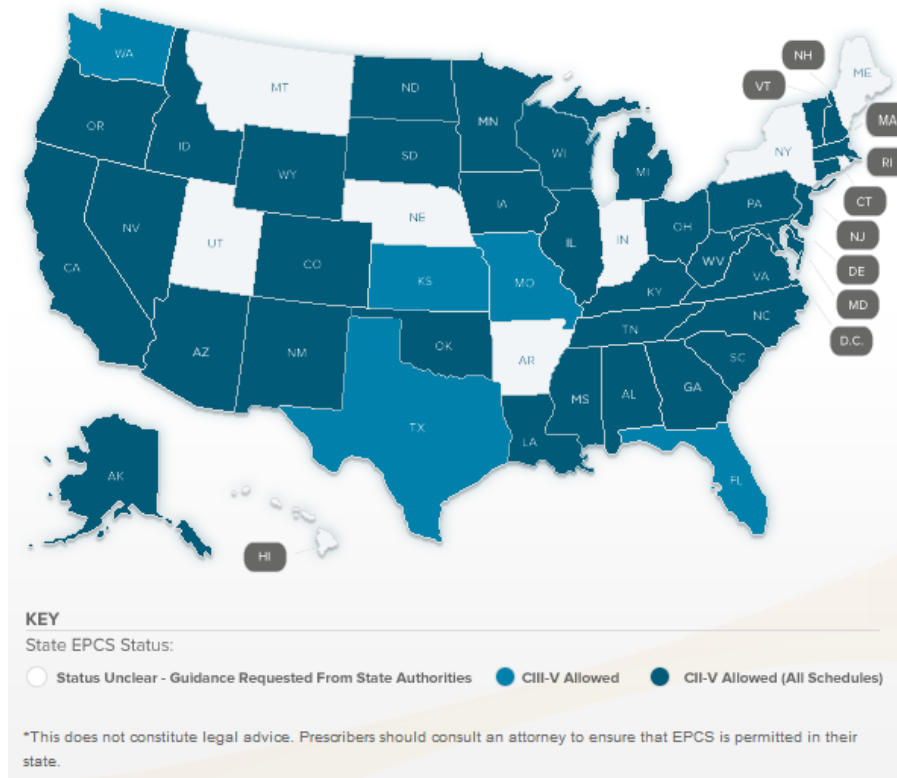 WA
MT
ND
MN
OR
ID
SD
WY
WI
MI
NH
VT
ME
MA
RI
NY
CT
NJ
DE
MD
D.C.
NE
IA
PA
OH
IN
IL
NV
UT
CO
CA
KS
MO
WV
VA
KY
NC
TN
SC
AZ
NM
OK
AR
MS
AL
GA
TX
LA
FL
AK
HI
KEY
State EPCS Status:
Status Unclear - Guidance Requested From State Authorities CIII-V Allowed CII-V Allowed (All Schedules)
*This does not constitute legal advice. Prescribers should consult an attorney to ensure that EPCS is permitted in their
state.